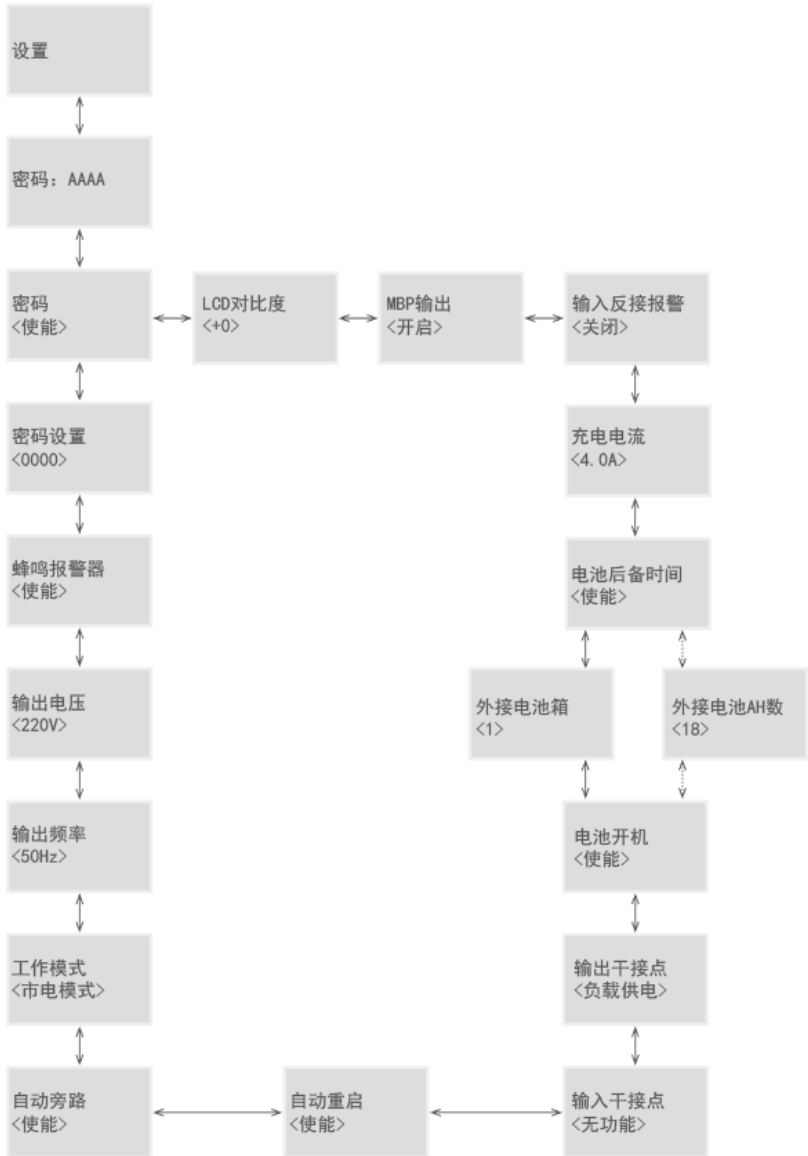 设置
密码：AAAA
密码
<使能>
LCD对比度
<+0>
MBP输出
<开启>
输入反接报警
<关闭>
密码设置
<0000>
充电电流
<4.0A>
蜂鸣报警器
<使能>
电池后备时间
<使能>
输出电压
<220V>
外接电池箱
<1>
外接电池AH数
<18>
输出频率
<50Hz>
电池开机
<使能>
工作模式
<市电模式>
输出干接点
<负载供电>
自动旁路
<使能>
自动重启
<使能>
输入干接点
<无功能>